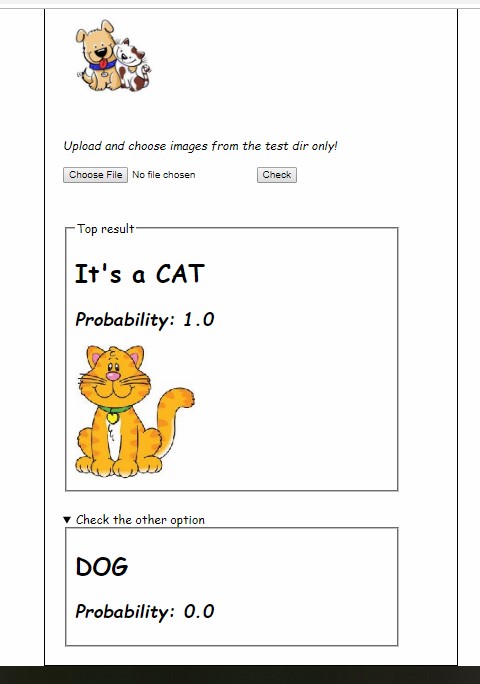 Upload and choose images from the test dir only!
Choose File No file chosen Check
Top result
It's a CAT
Probability: 1.0
▼ Check the other option
DOG
Probability: 0.0